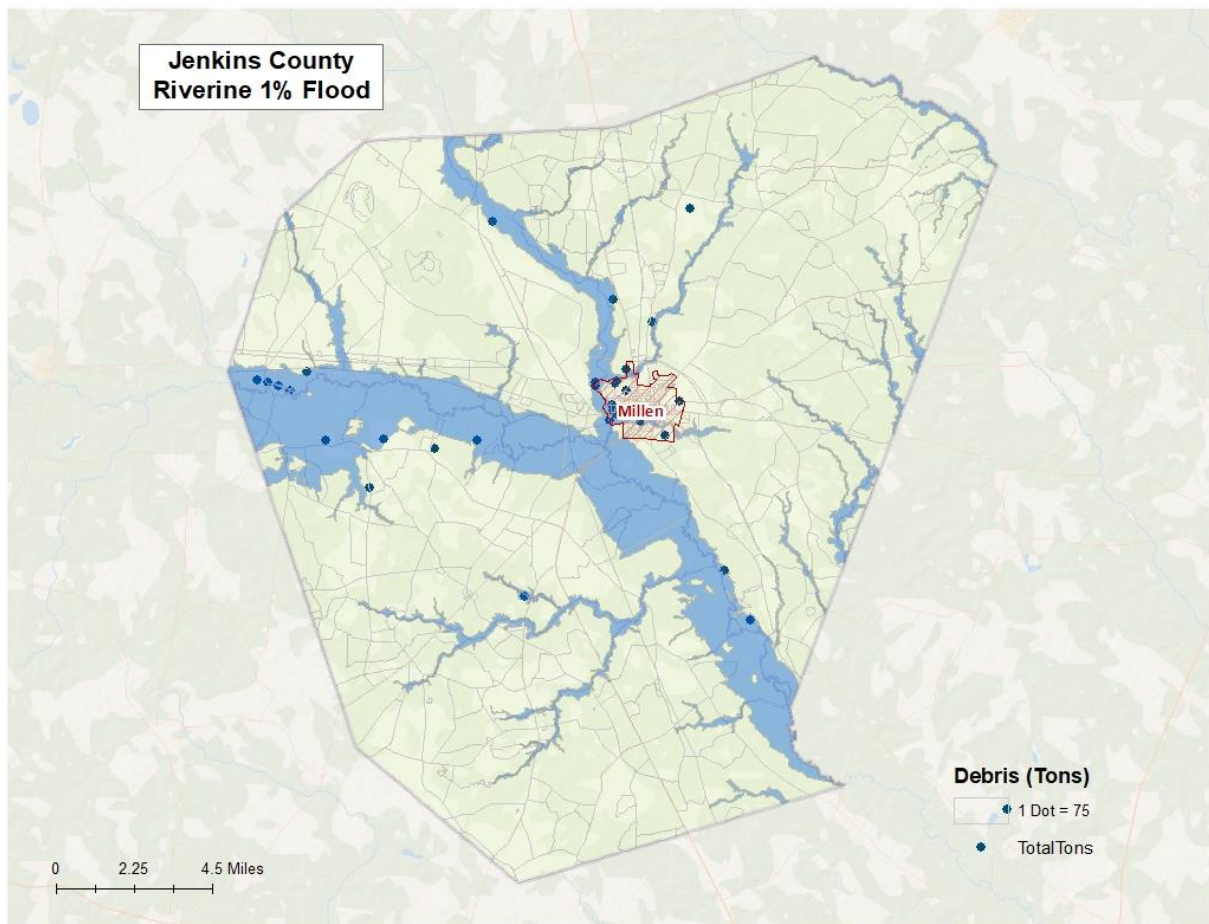 Jenkins County
Riverine 1% Flood
Millen
Debris (Tons)
1 Dot = 75
TotalTons
0 2.25 4.5 Miles